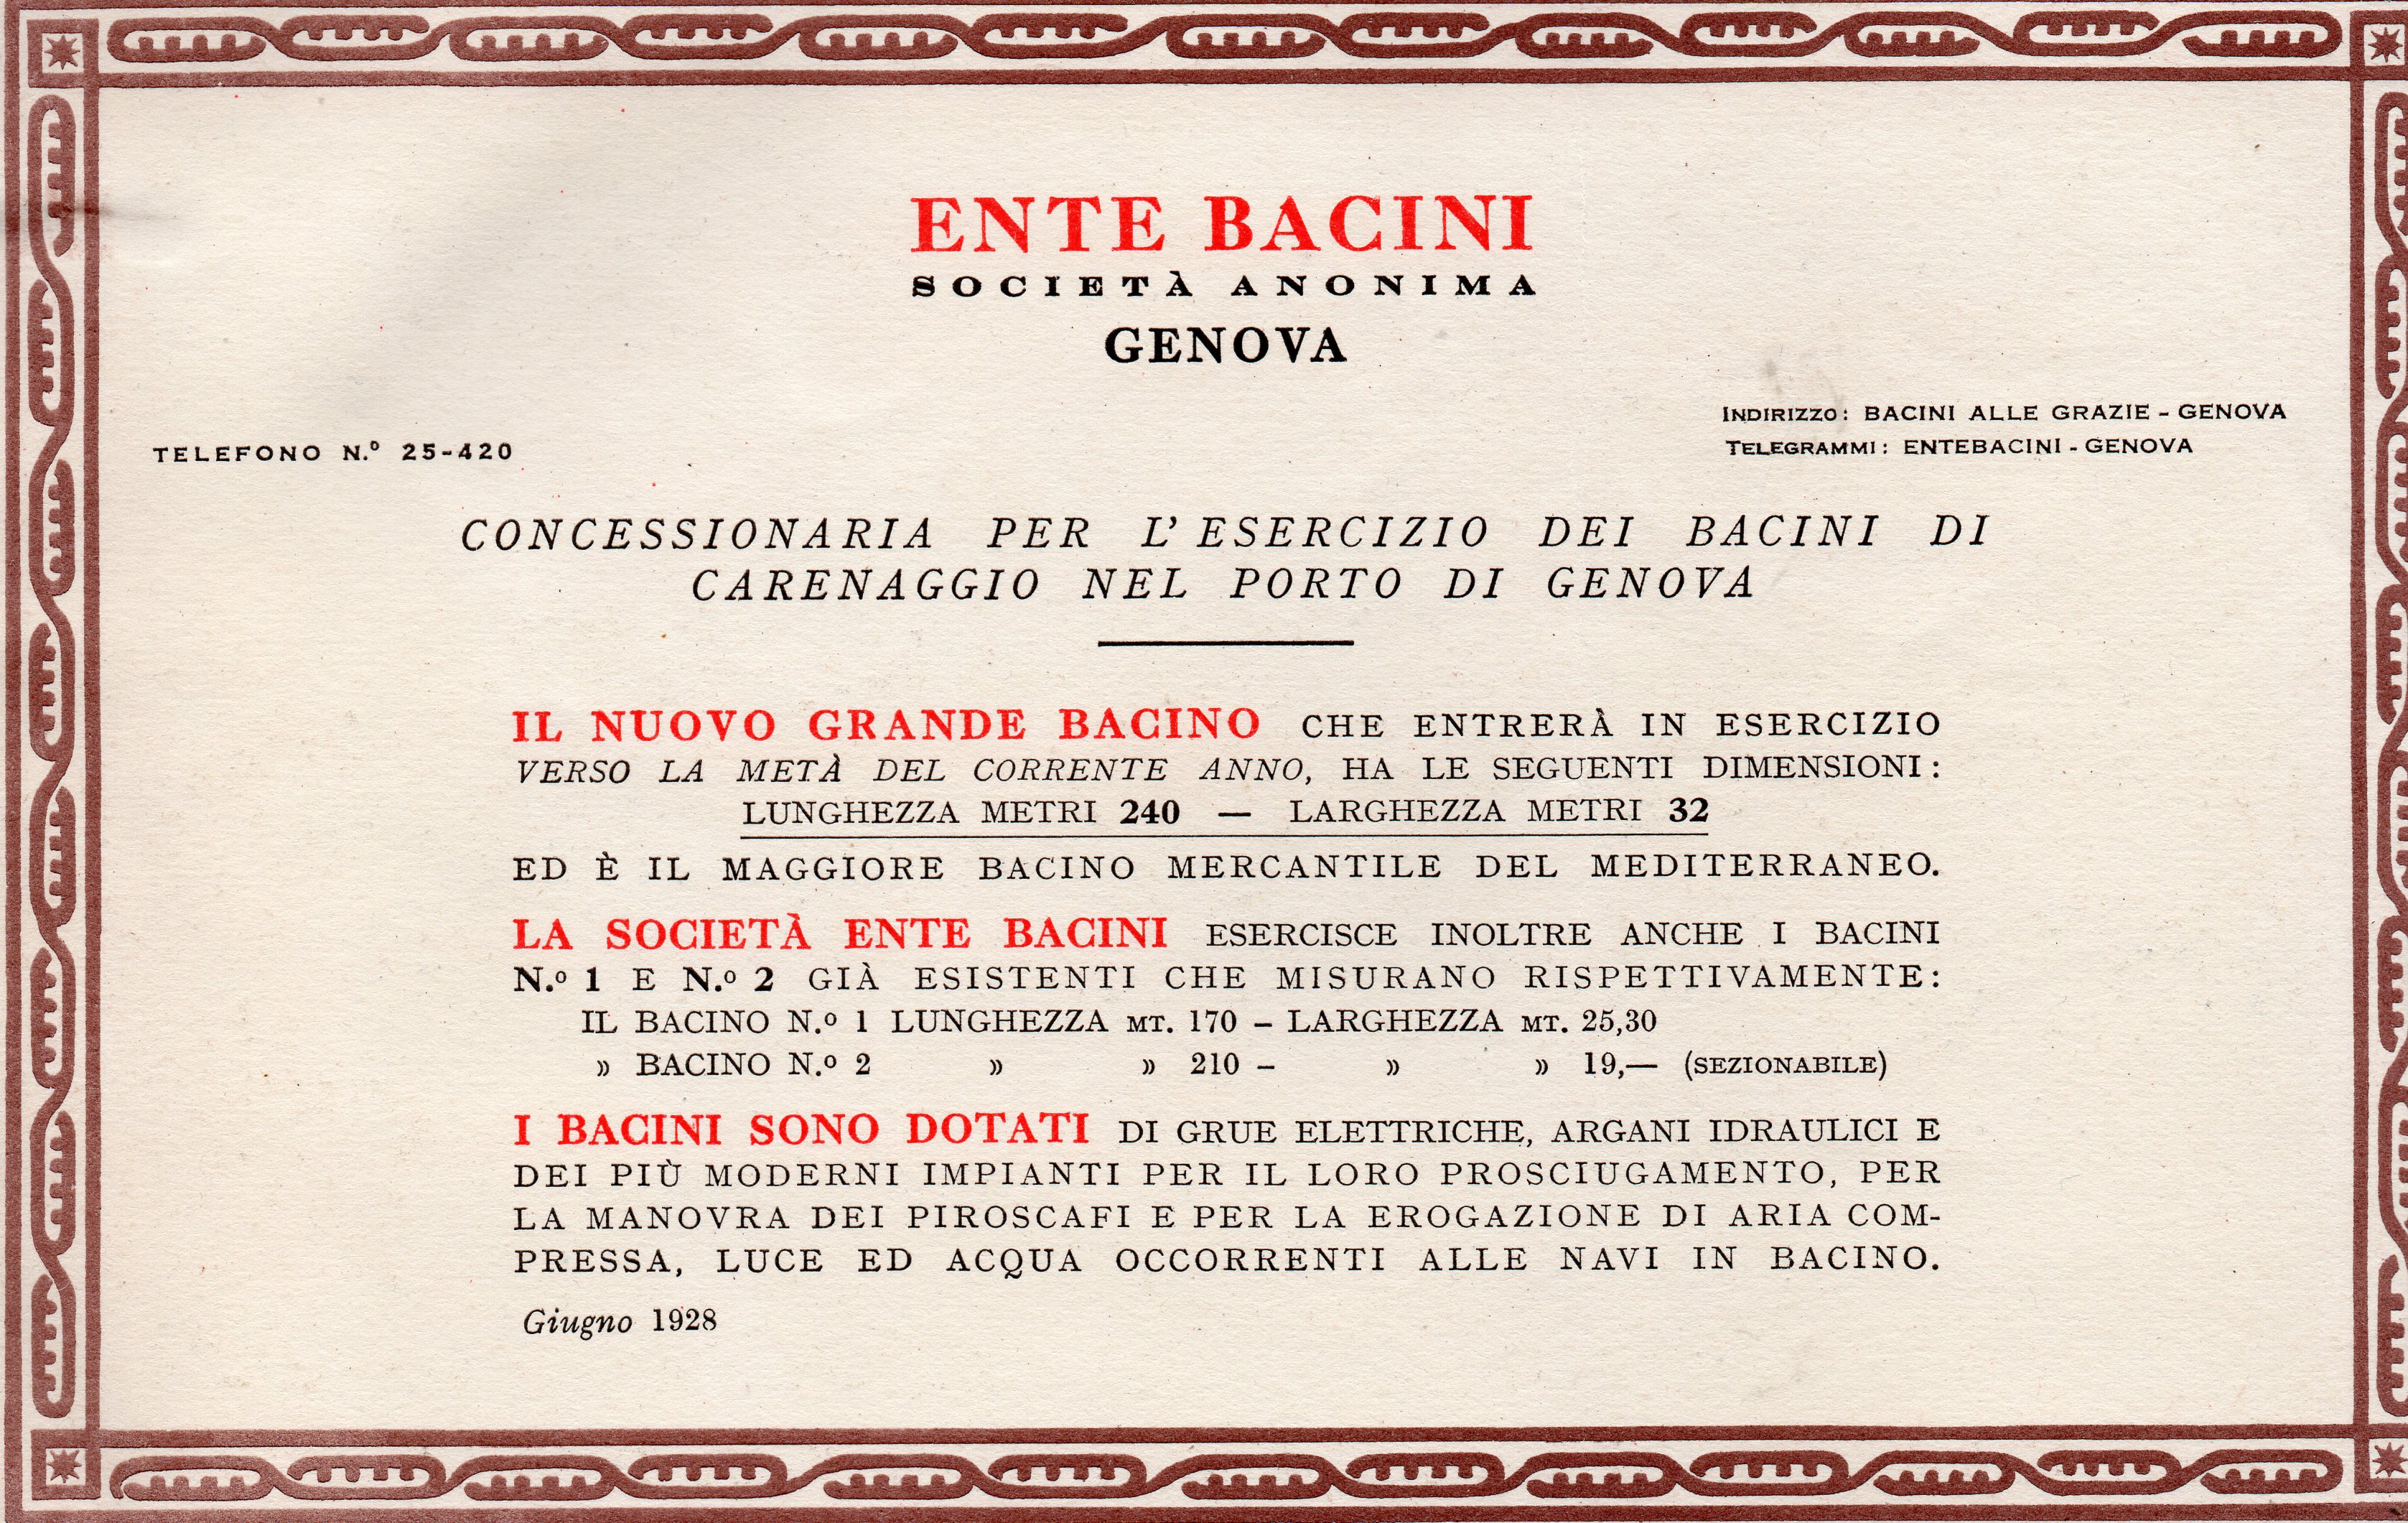 ENTE BACINI
SOCIETÀ ANONIMA
GENOVA
TELEFONO N.º 25-420
INDIRIZZO: BACINI ALLE GRAZIE - GENOVA
TELEGRAMMI: ENTEBACINI - GENOVA
CONCESSIONARIA PER L'ESERCIZIO DEI BACINI DI
CARENAGGIO NEL PORTO DI GENOVA
IL NUOVO GRANDE BACINO CHE ENTRERÀ IN ESERCIZIO
VERSO LA METÀ DEL CORRENTE ANNO, HA LE SEGUENTI DIMENSIONI:
LUNGHEZZA METRI 240 — LARGHEZZA METRI 32
ED È IL MAGGIORE BACINO MERCANTILE DEL MEDITERRANEO.
LA SOCIETÀ ENTE BACINI ESERCISCE INOLTRE ANCHE I BACINI
N.º 1 E N.º 2 GIÀ ESISTENTI CHE MISURANO RISPETTIVAMENTE:
IL BACINO N.º 1 LUNGHEZZA MT. 170 – LARGHEZZA MT. 25,30
» BACINO N.º 2 » » 210 – » » 19,— (SEZIONABILE)
I BACINI SONO DOTATI DI GRUE ELETTRICHE, ARGANI IDRAULICI E
DEI PIÙ MODERNI IMPIANTI PER IL LORO PROSCIUGAMENTO, PER
LA MANOVRA DEI PIROSCAFI E PER LA EROGAZIONE DI ARIA COM-
PRESSA, LUCE ED ACQUA OCCORRENTI ALLE NAVI IN BACINO.
Giugno 1928